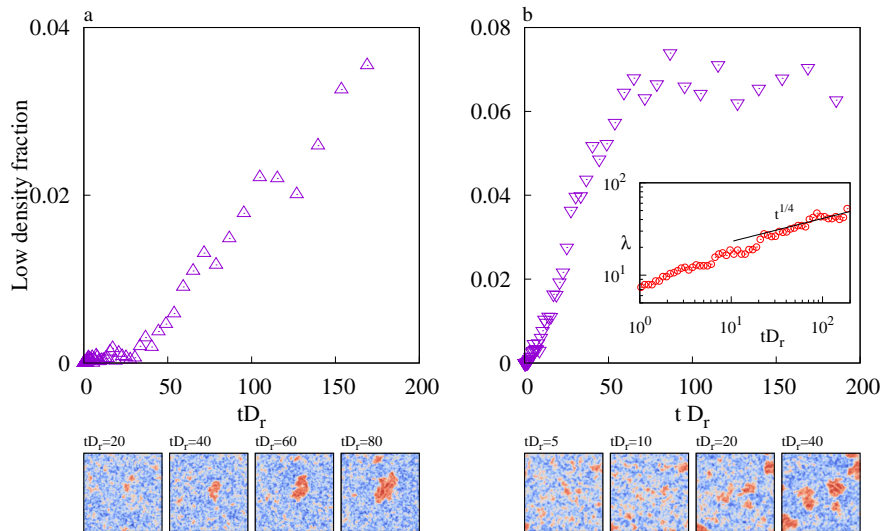 a
Low density fraction
0.04
0.02
0
0 50 100 150 200
tD_r
tD_r=20 tD_r=40 tD_r=60 tD_r=80
b
0.08
0.06
0.04
0.02
0
0 50 100 150 200
t D_r
10^2
t^{1/4}
λ
10^1
10^0 10^1 10^2
tD_r
tD_r=5 tD_r=10 tD_r=20 tD_r=40